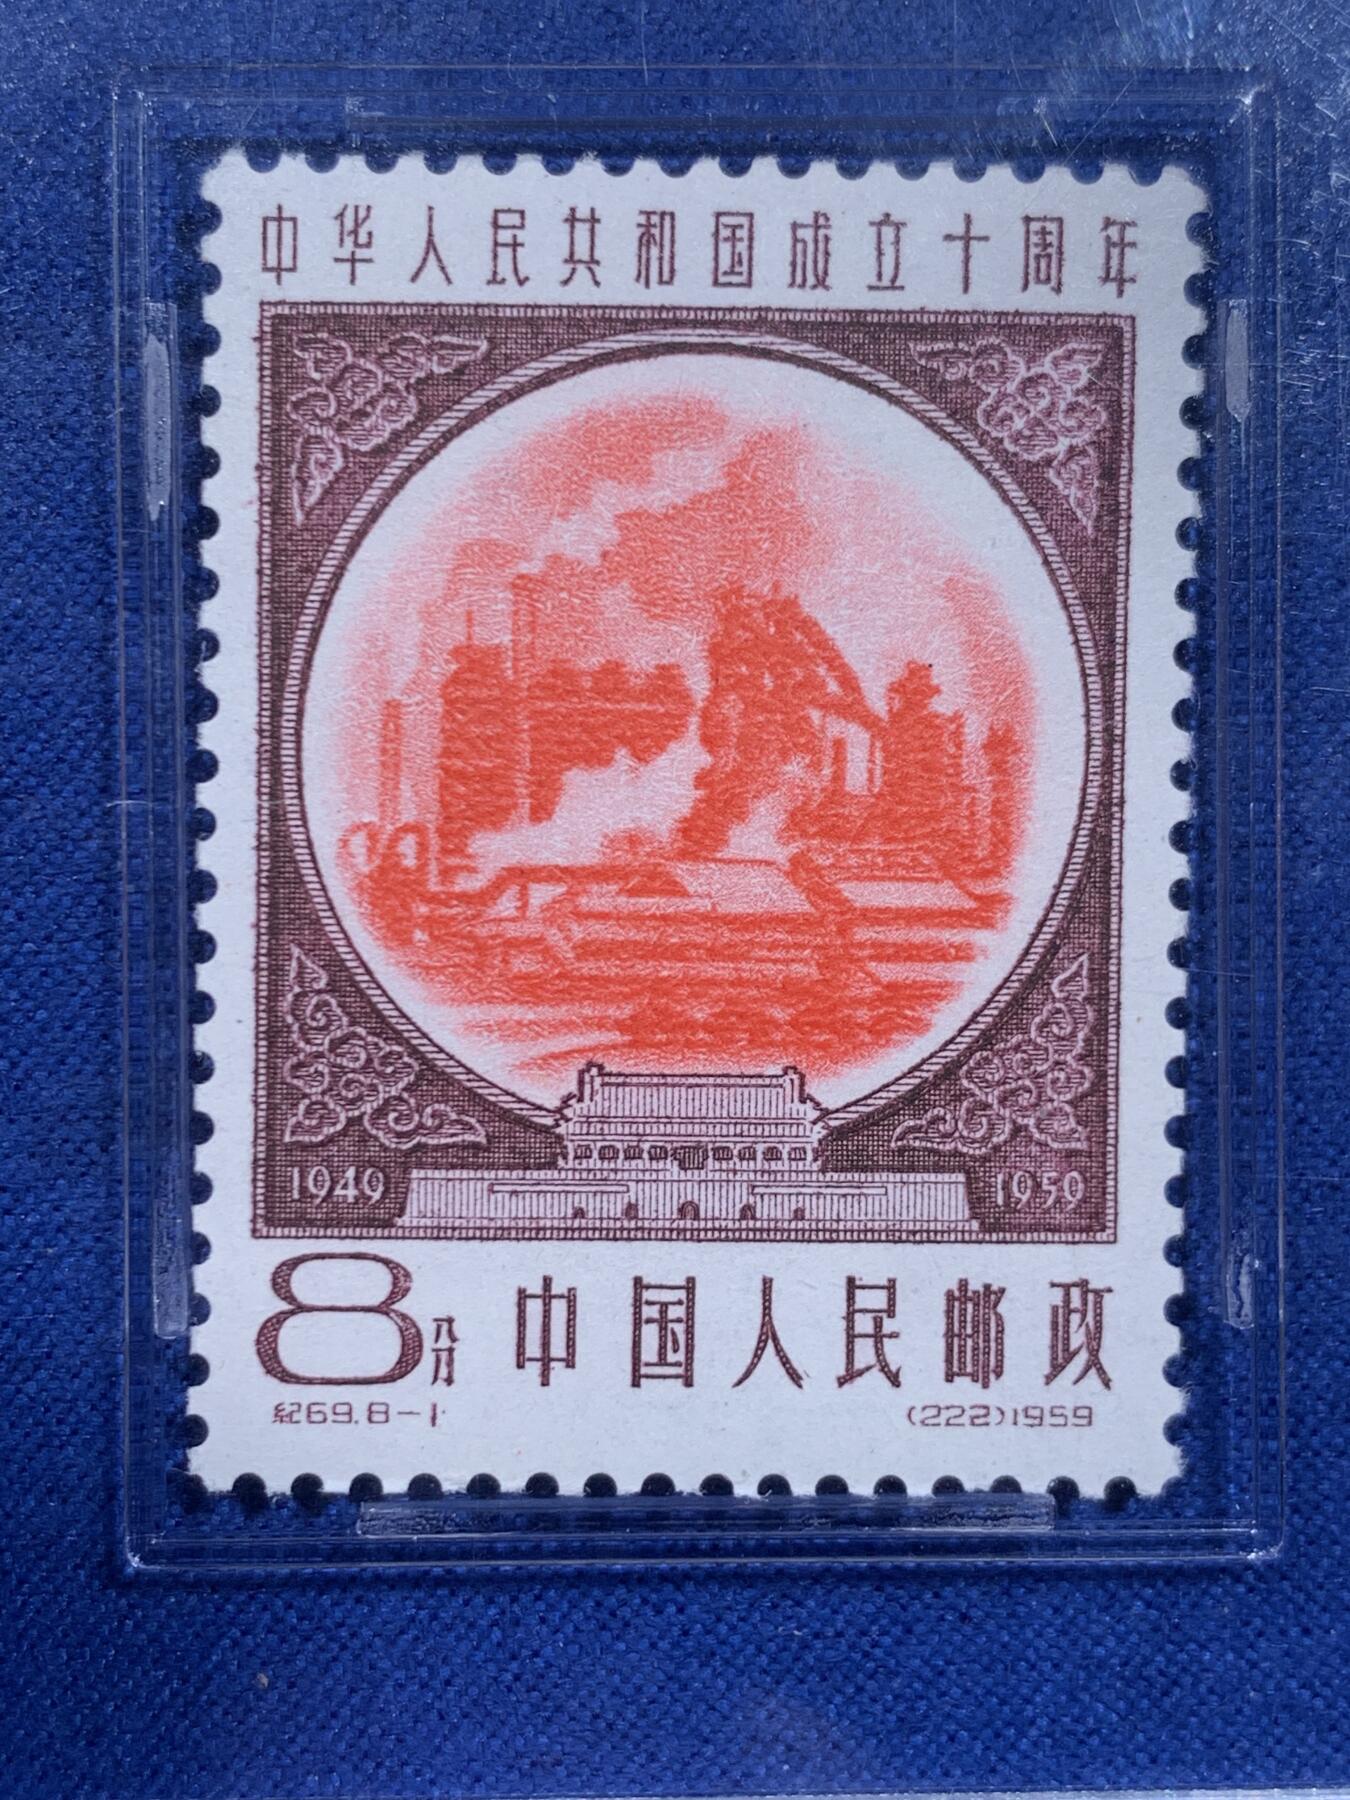 中华人民共和国成立十周年
1949 1959
8分 中国人民邮政
紀69.8-1 (222)1959